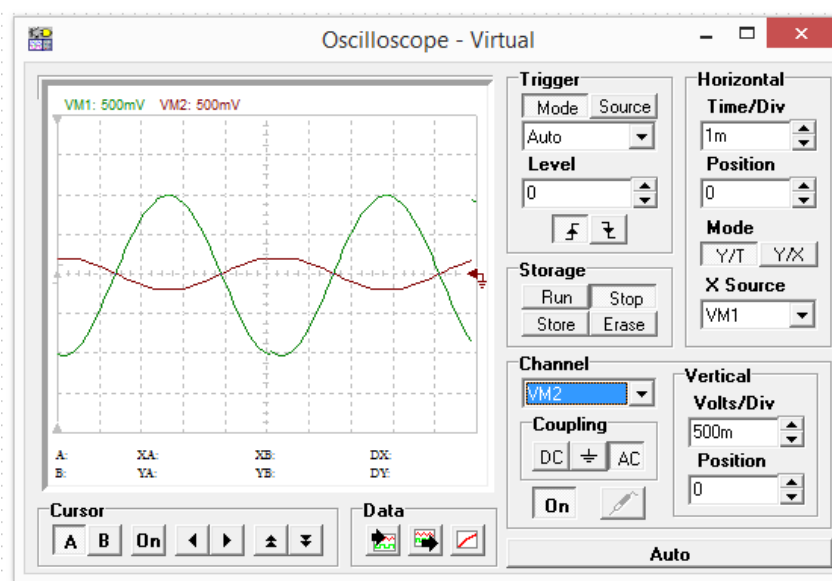 Oscilloscope - Virtual
VM1: 500mV VM2: 500mV
A: XA: XB: DX:
B: YA: YB: DY:
Cursor
A B On
Data
Trigger
Mode Source
Auto
Level
0
Storage
Run Stop
Store Erase
Horizontal
Time/Div
1m
Position
0
Mode
Y/T Y/X
X Source
VM1
Channel
VM2
Coupling
DC AC
On
Vertical
Volts/Div
500m
Position
0
Auto